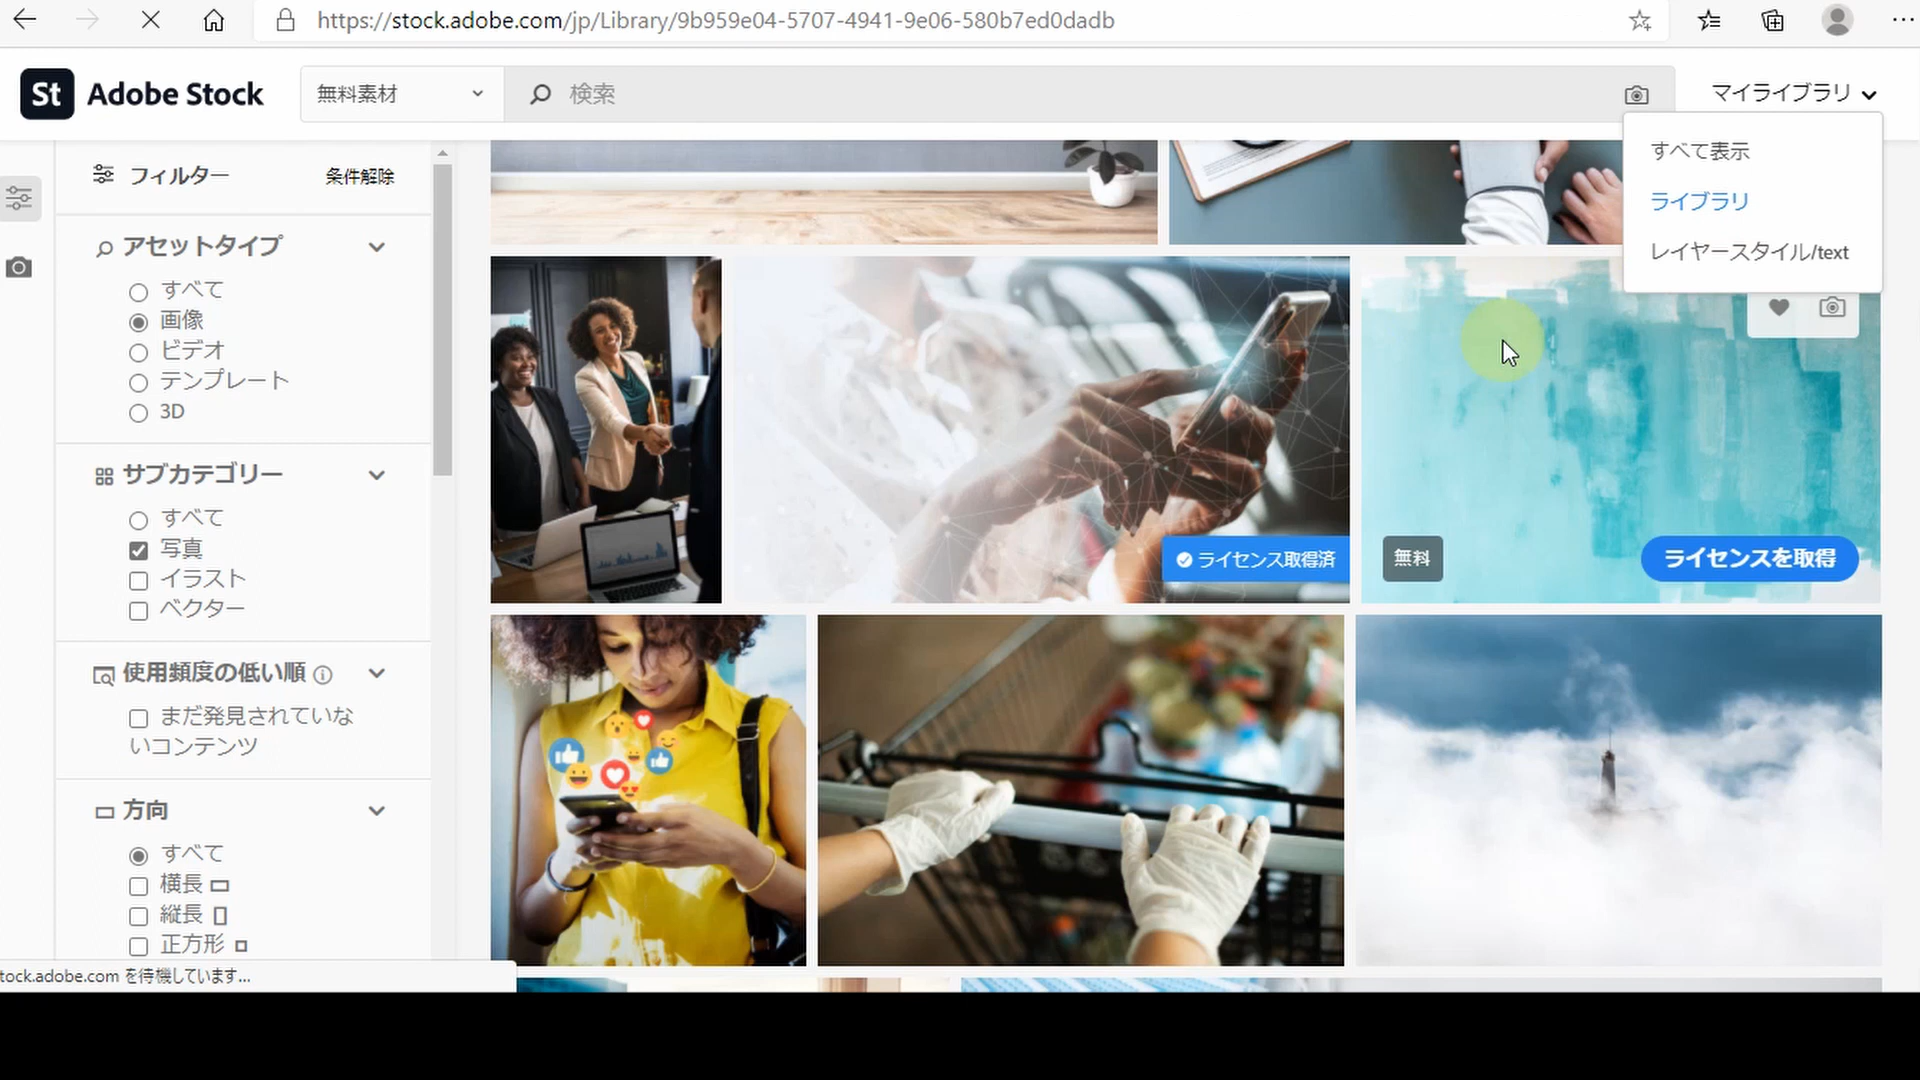 https://stock.adobe.com/jp/Library/9b959e04-5707-4941-9e06-580b7ed0dadb
St Adobe Stock
無料素材
検索
マイライブラリ
すべて表示
ライブラリ
レイヤースタイル/text
フィルター
条件解除
アセットタイプ
すべて
画像
ビデオ
テンプレート
3D
サブカテゴリー
すべて
写真
イラスト
ベクター
使用頻度の低い順
まだ発見されていな
いコンテンツ
方向
すべて
横長
縦長
正方形
ライセンス取得済
無料
ライセンスを取得
tock.adobe.com を待機しています...